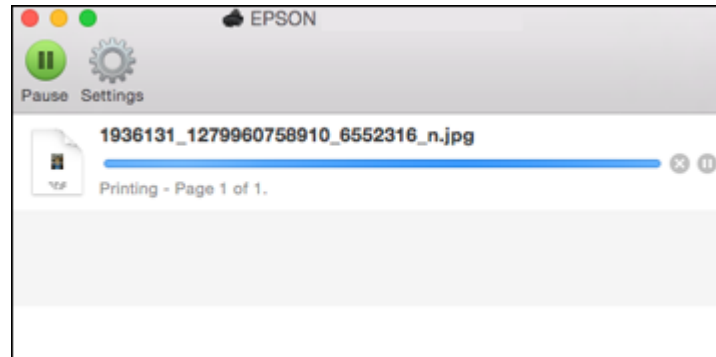 EPSON
Pause Settings
1936131_1279960758910_6552316_n.jpg
Printing - Page 1 of 1.